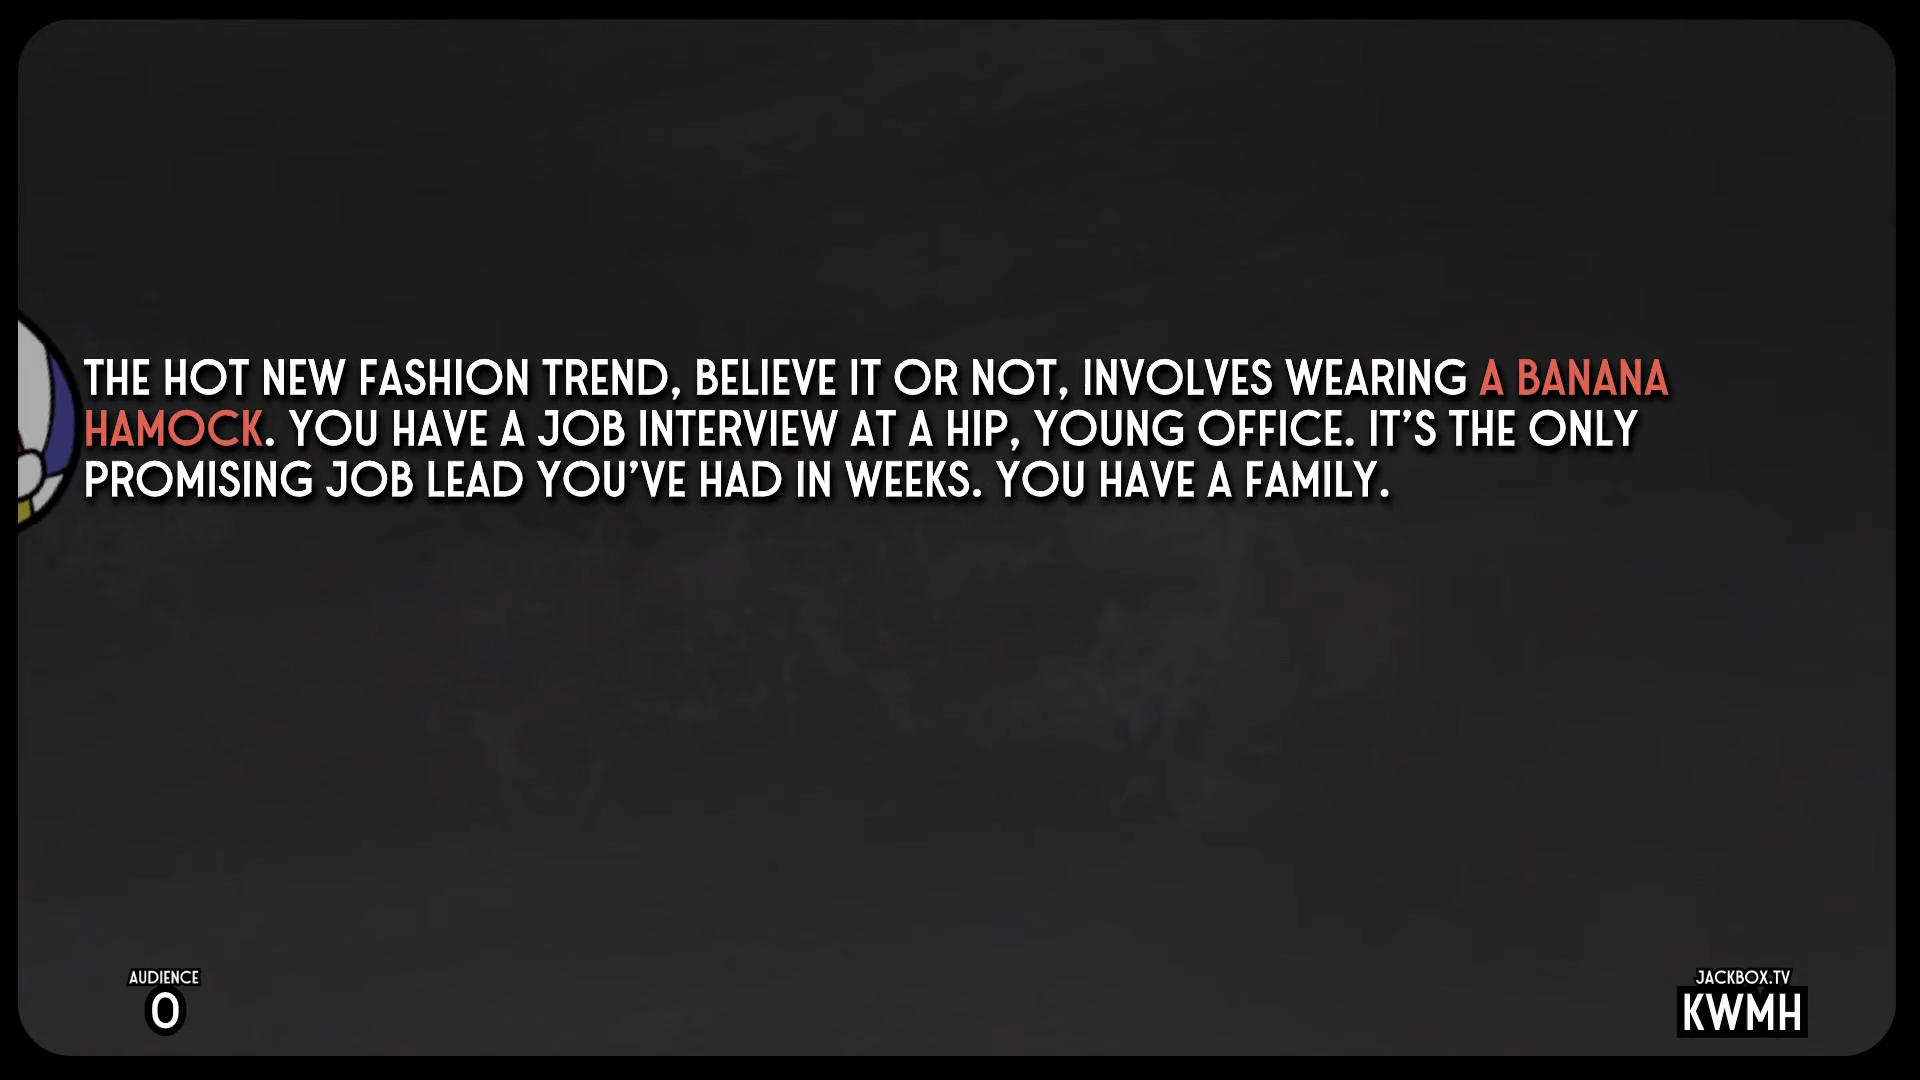 THE HOT NEW FASHION TREND, BELIEVE IT OR NOT, INVOLVES WEARING A BANANA
HAMOCK. YOU HAVE A JOB INTERVIEW AT A HIP, YOUNG OFFICE. IT'S THE ONLY
PROMISING JOB LEAD YOU'VE HAD IN WEEKS. YOU HAVE A FAMILY.
AUDIENCE
0
JACKBOX.TV
KWMH